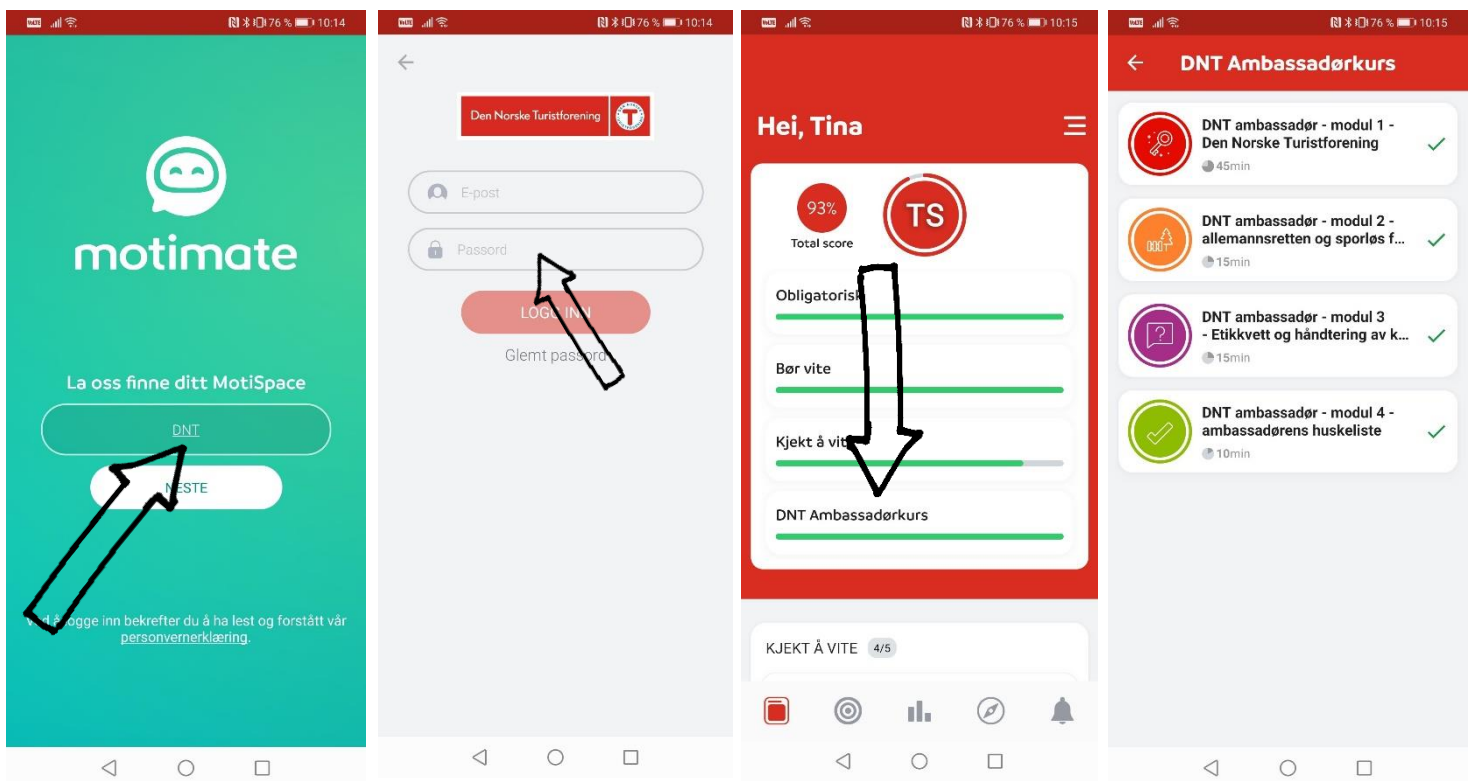 VoLTE 76 % 10:14
motimate
La oss finne ditt MotiSpace
DNT
NESTE
Ved å logge inn bekrefter du å ha lest og forstått vår
personvernerklæring.
VoLTE 76 % 10:14
Den Norske Turistforening T
E-post
Passord
LOGG INN
Glemt passord
VoLTE 76 % 10:15
Hei, Tina
93%
TS
Total score
Obligatorisk
Bør vite
Kjekt å vite
DNT Ambassadørkurs
KJEKT Å VITE 4/5
VoLTE 76 % 10:15
DNT Ambassadørkurs
DNT ambassadør - modul 1 -
Den Norske Turistforening
45min
DNT ambassadør - modul 2 -
allemannsretten og sporløs f...
15min
DNT ambassadør - modul 3
- Etikkvett og håndtering av k...
15min
DNT ambassadør - modul 4 -
ambassadørens huskeliste
10min